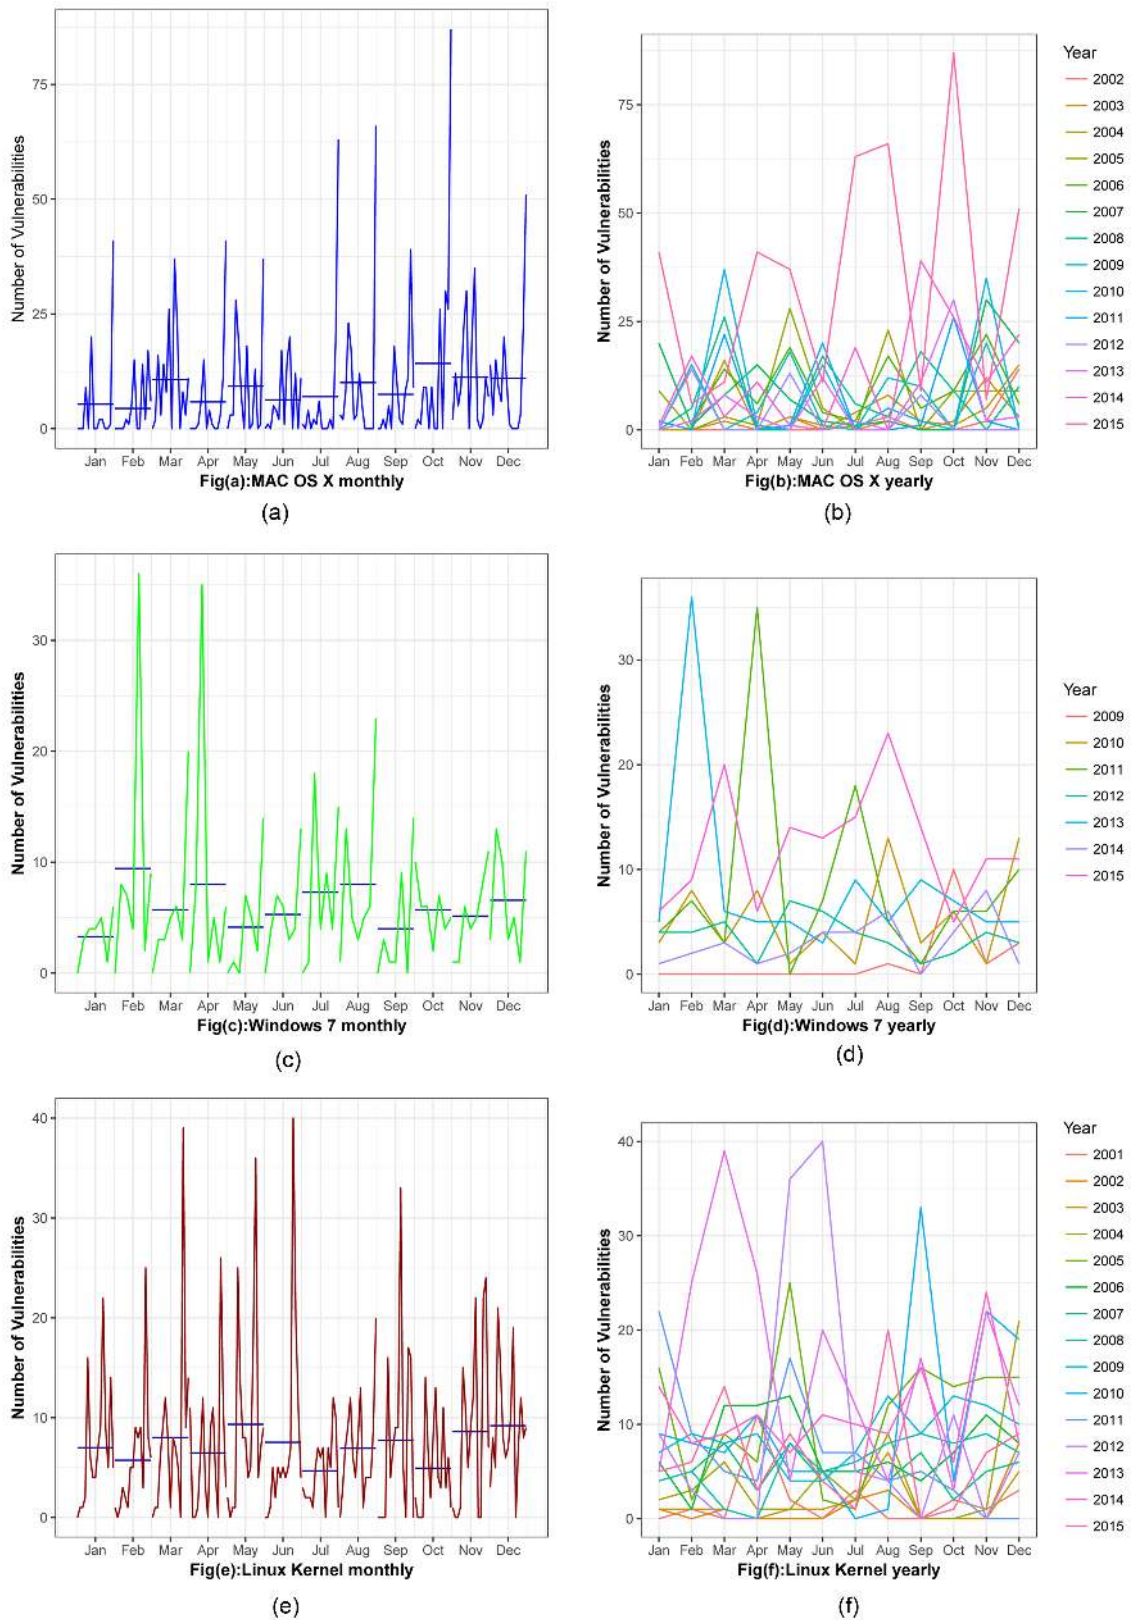 Number of Vulnerabilities
75
50
25
0
Jan Feb Mar Apr May Jun Jul Aug Sep Oct Nov Dec
Fig(a):MAC OS X monthly
(a)
Number of Vulnerabilities
75
50
25
0
Jan Feb Mar Apr May Jun Jul Aug Sep Oct Nov Dec
Fig(b):MAC OS X yearly
(b)
Year
2002
2003
2004
2005
2006
2007
2008
2009
2010
2011
2012
2013
2014
2015
Number of Vulnerabilities
30
20
10
0
Jan Feb Mar Apr May Jun Jul Aug Sep Oct Nov Dec
Fig(c):Windows 7 monthly
(c)
Number of Vulnerabilities
30
20
10
0
Jan Feb Mar Apr May Jun Jul Aug Sep Oct Nov Dec
Fig(d):Windows 7 yearly
(d)
Year
2009
2010
2011
2012
2013
2014
2015
Number of Vulnerabilities
40
30
20
10
0
Jan Feb Mar Apr May Jun Jul Aug Sep Oct Nov Dec
Fig(e):Linux Kernel monthly
(e)
Number of Vulnerabilities
40
30
20
10
0
Jan Feb Mar Apr May Jun Jul Aug Sep Oct Nov Dec
Fig(f):Linux Kernel yearly
(f)
Year
2001
2002
2003
2004
2005
2006
2007
2008
2009
2010
2011
2012
2013
2014
2015